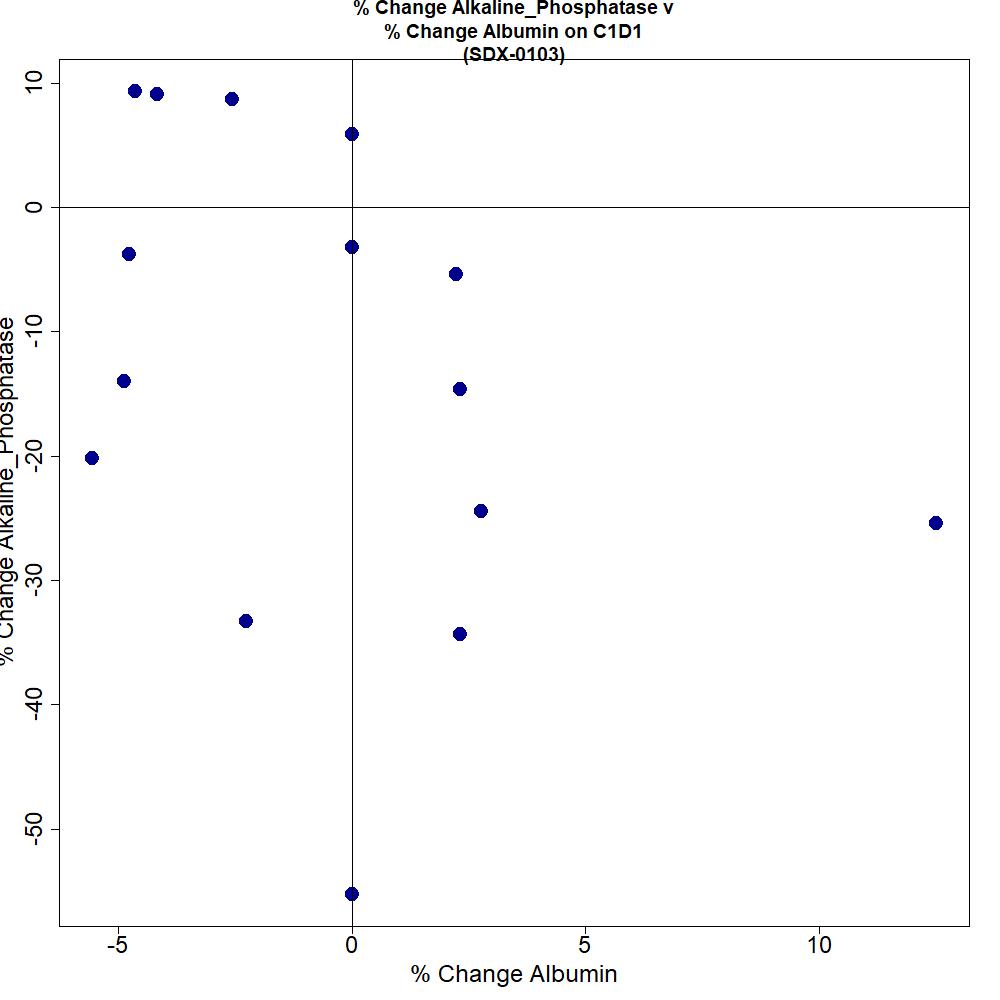 % Change Alkaline_Phosphatase v
% Change Albumin on C1D1
(SDX-0103)
% Change Alkaline_Phosphatase
10
0
-10
-20
-30
-40
-50
-5
0
5
10
% Change Albumin